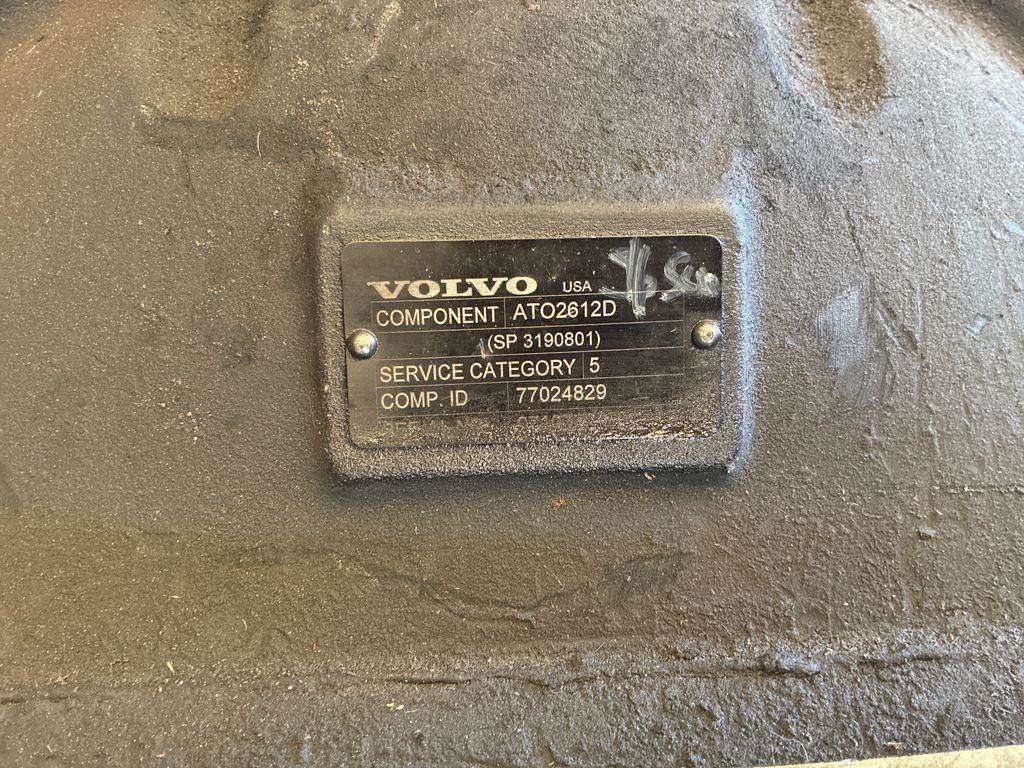 VOLVO USA
COMPONENT ATO2612D
(SP 3190801)
SERVICE CATEGORY 5
COMP. ID 77024829